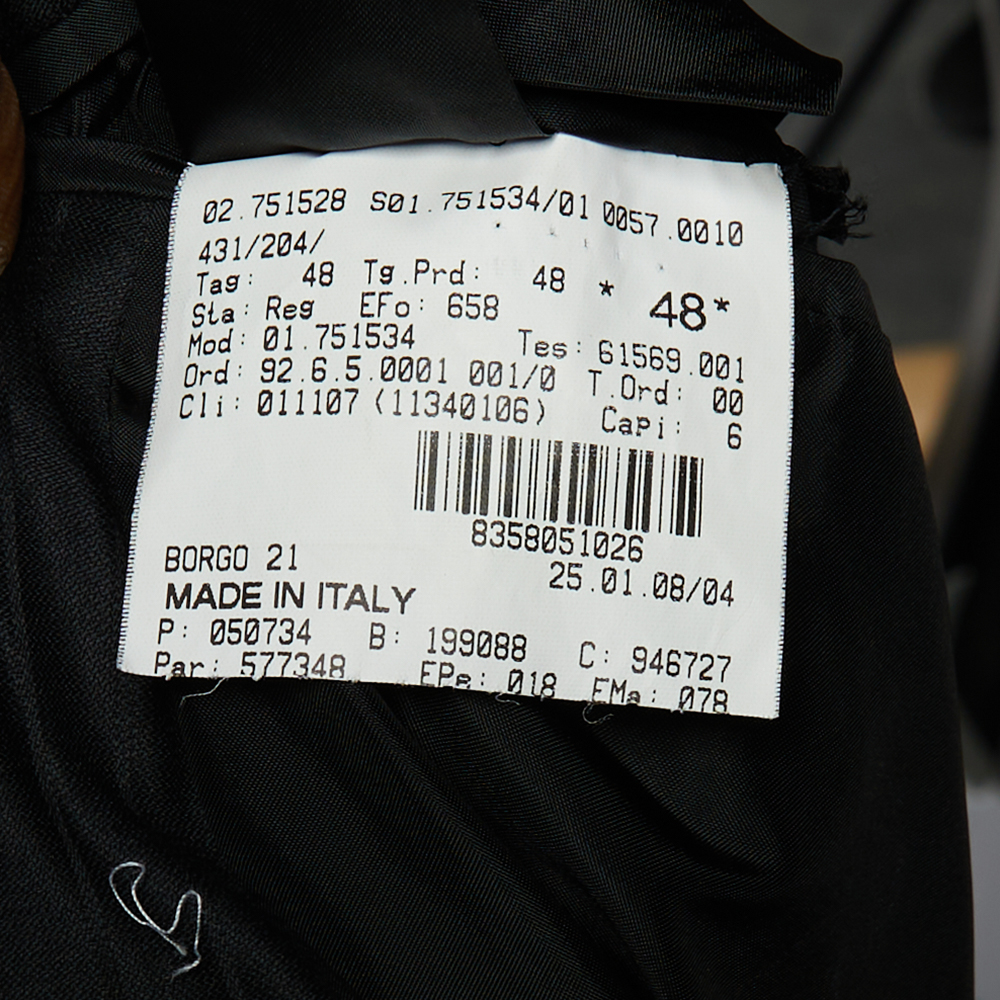 02.751528 S01.751534/01 0057.0010
431/204/
Tag: 48 Tg.Prd: 48 * 48*
Sta: Reg EFo: 658
Mod: 01.751534 Tes: 61569.001
Ord: 92.6.5.0001 001/0 T.Ord: 00
Cli: 011107 (11340106) Capi: 6
8358051026
BORGO 21 25.01.08/04
MADE IN ITALY
P: 050734 B: 199088 C: 946727
Par: 577348 EPe: 018 EMa: 078